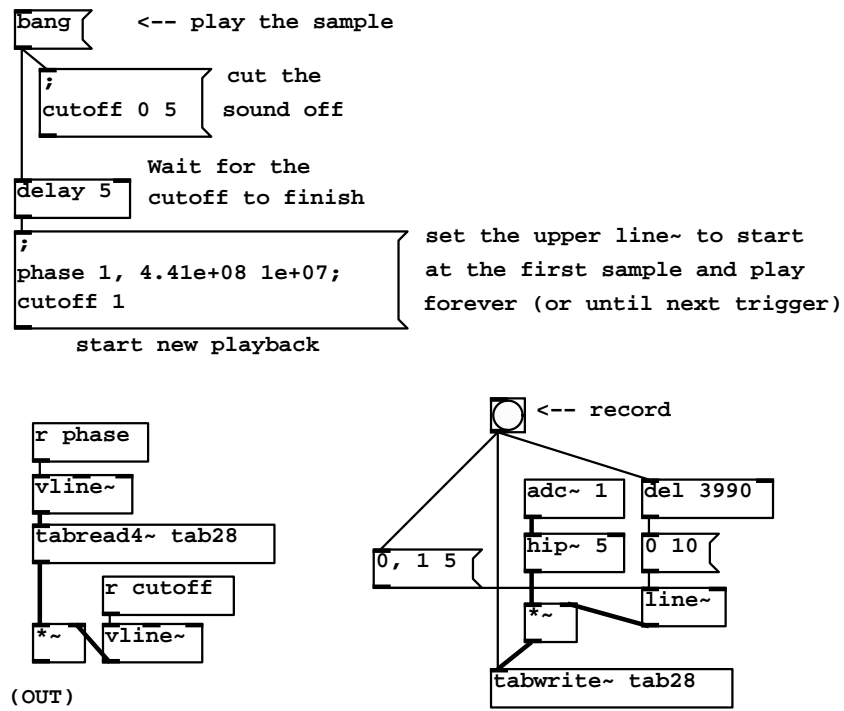 bang
<-- play the sample
;
cutoff 0 5
cut the
sound off
delay 5
Wait for the
cutoff to finish
;
phase 1, 4.41e+08 1e+07;
cutoff 1
set the upper line~ to start
at the first sample and play
forever (or until next trigger)
start new playback
r phase
vline~
tabread4~ tab28
r cutoff
*~
vline~
(OUT)
<-- record
adc~ 1
del 3990
0, 1 5
hip~ 5
0 10
*~
line~
tabwrite~ tab28